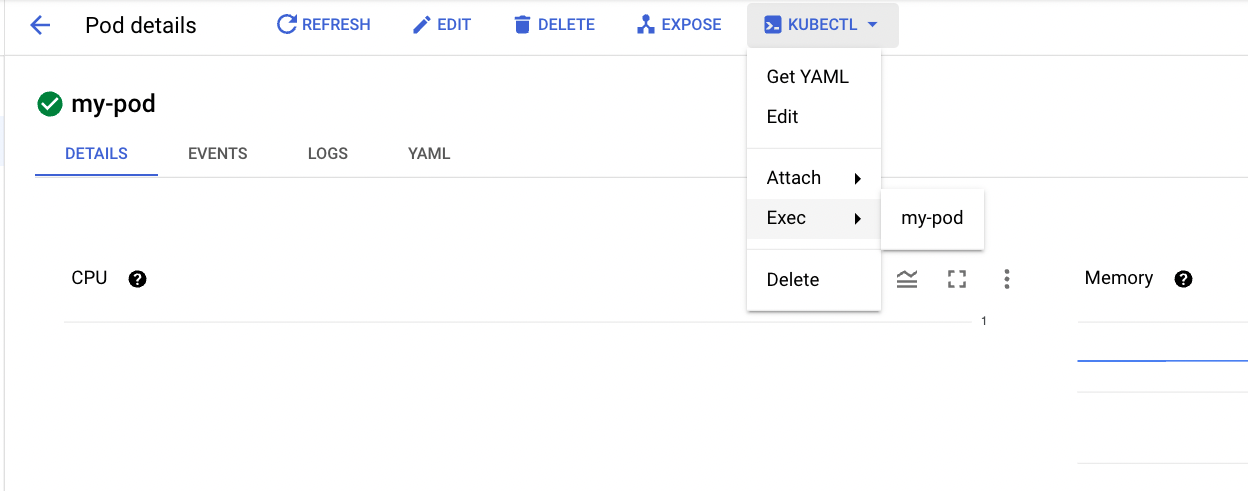 Pod details REFRESH EDIT DELETE EXPOSE KUBECTL
my-pod
DETAILS EVENTS LOGS YAML
Get YAML
Edit
Attach
Exec
my-pod
Delete
CPU ?
1
Memory ?